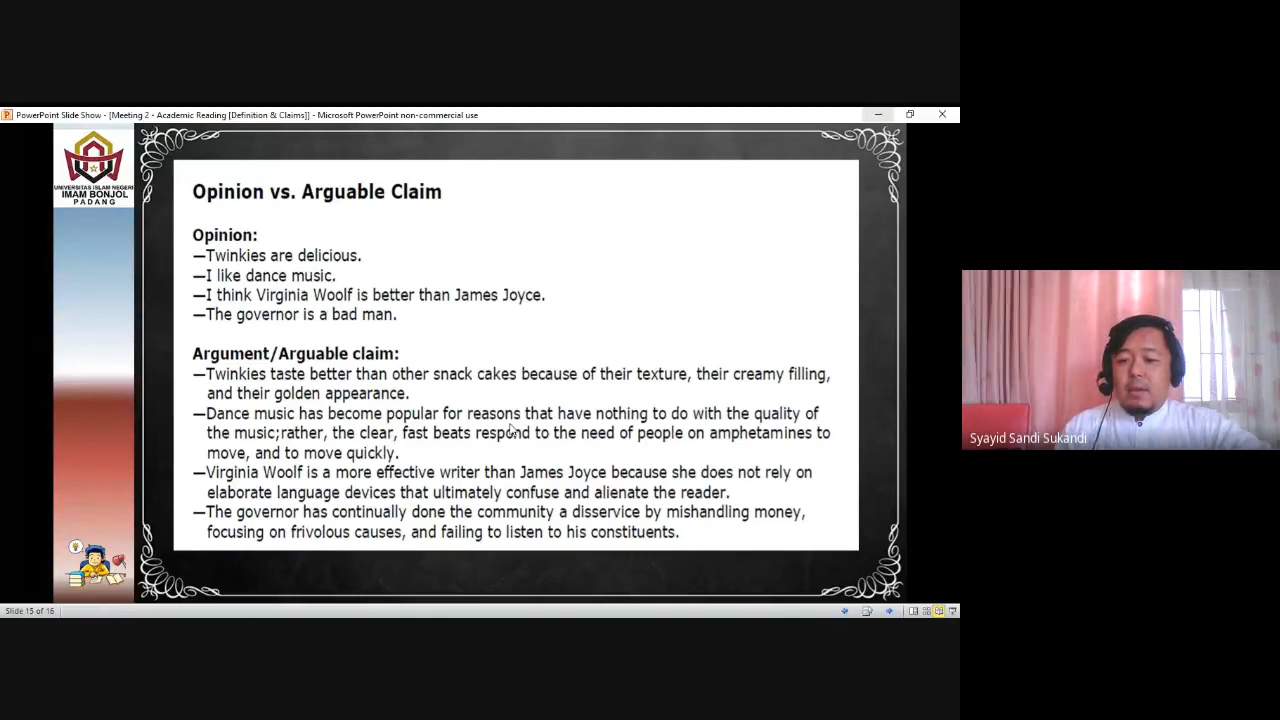 PowerPoint Slide Show - [Meeting 2 - Academic Reading [Definition & Claims]] - Microsoft PowerPoint non-commercial use
UNIVERSITAS ISLAM NEGERI
IMAM BONJOL
PADANG
Opinion vs. Arguable Claim
Opinion:
—Twinkies are delicious.
—I like dance music.
—I think Virginia Woolf is better than James Joyce.
—The governor is a bad man.
Argument/Arguable claim:
—Twinkies taste better than other snack cakes because of their texture, their creamy filling,
and their golden appearance.
—Dance music has become popular for reasons that have nothing to do with the quality of
the music;rather, the clear, fast beats respond to the need of people on amphetamines to
move, and to move quickly.
—Virginia Woolf is a more effective writer than James Joyce because she does not rely on
elaborate language devices that ultimately confuse and alienate the reader.
—The governor has continually done the community a disservice by mishandling money,
focusing on frivolous causes, and failing to listen to his constituents.
Slide 15 of 16
Syayid Sandi Sukandi